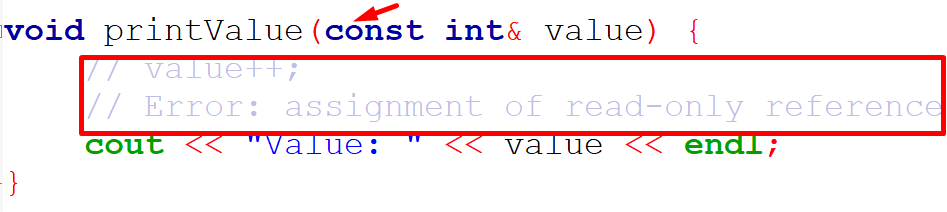 void printValue(const int& value) {
// value++;
// Error: assignment of read-only reference
cout << "Value: " << value << endl;
}